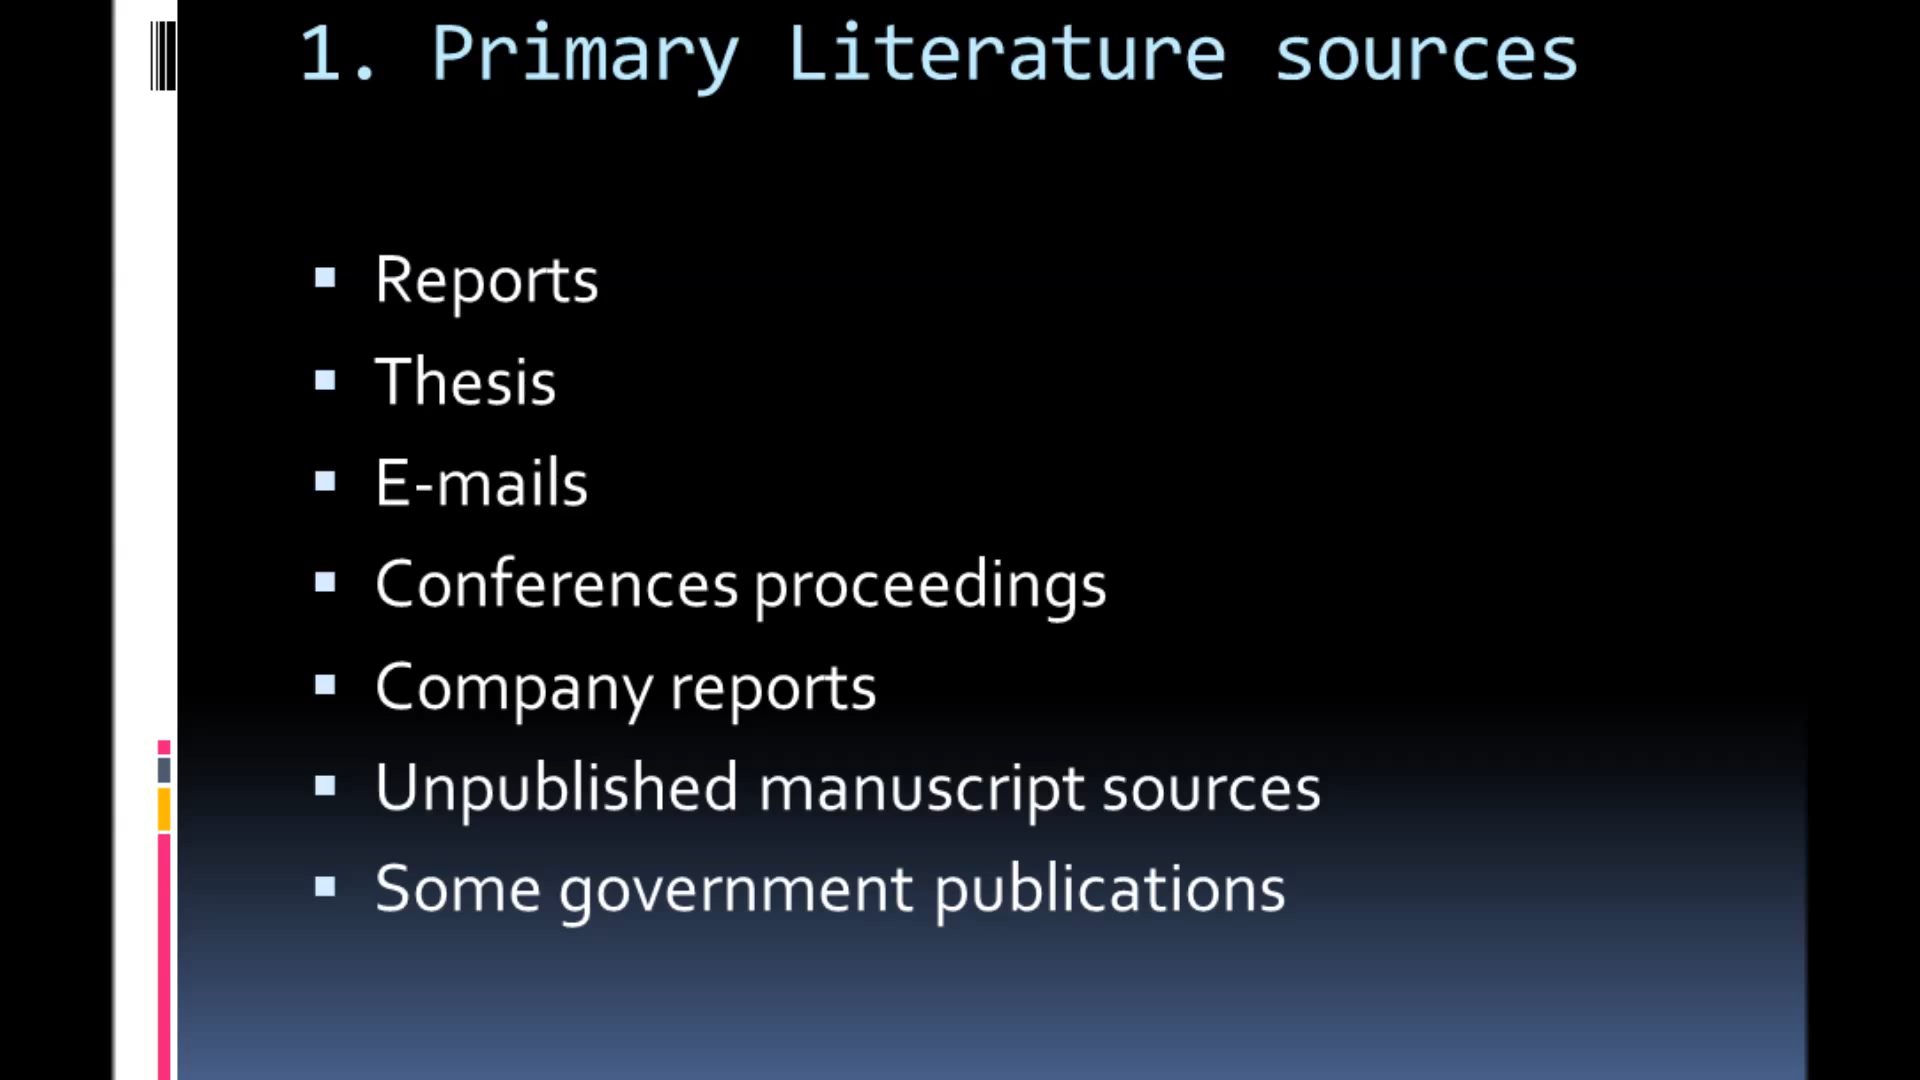 1. Primary Literature sources
▪ Reports
▪ Thesis
▪ E-mails
▪ Conferences proceedings
▪ Company reports
▪ Unpublished manuscript sources
▪ Some government publications